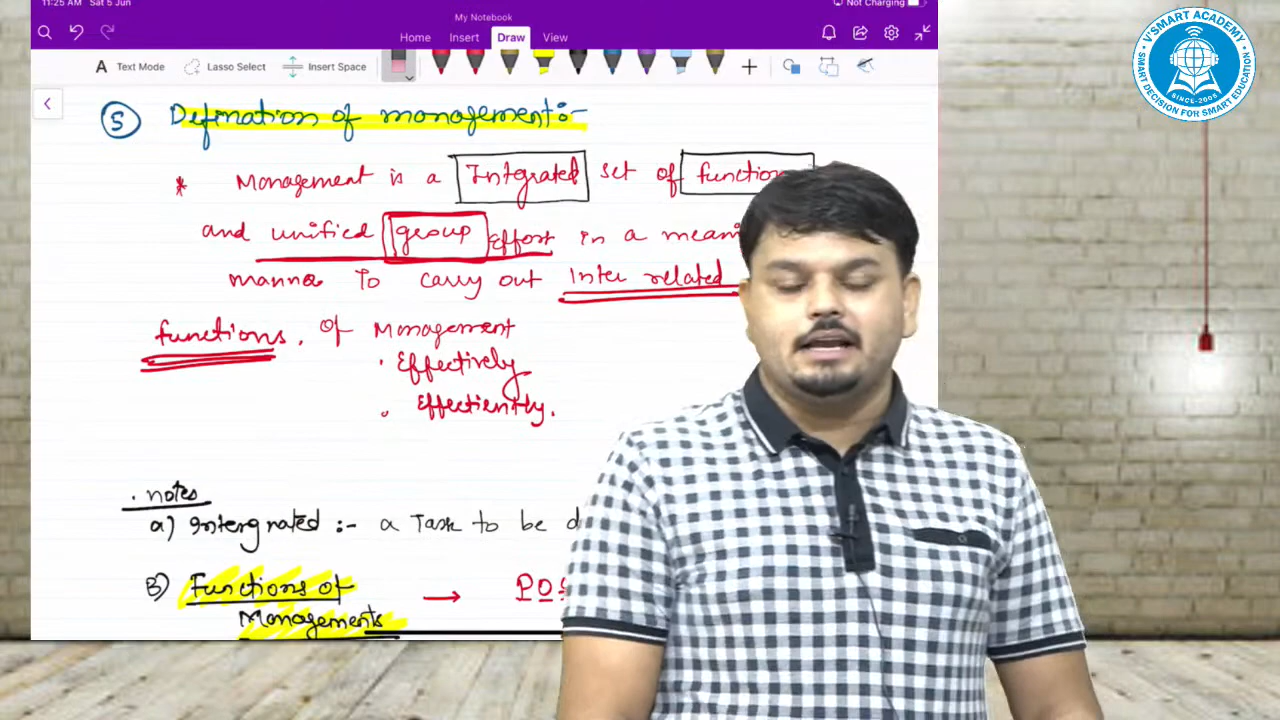 11:25 AM Sat 5 Jun
Not Charging
My Notebook
Home Insert Draw View
A Text Mode Lasso Select Insert Space
5 Defination of management:-
* Management is a Integrated set of function
and unified group Effort in a meani
manner To carry out Inter related
functions. of Management
. Effectively
. Effectiently.
. notes
a) Intergnated :- a Task to be d
B) Functions of → POS
Managements
V'SMART ACADEMY
SINCE-2006
SMART DECISION FOR SMART EDUCATION